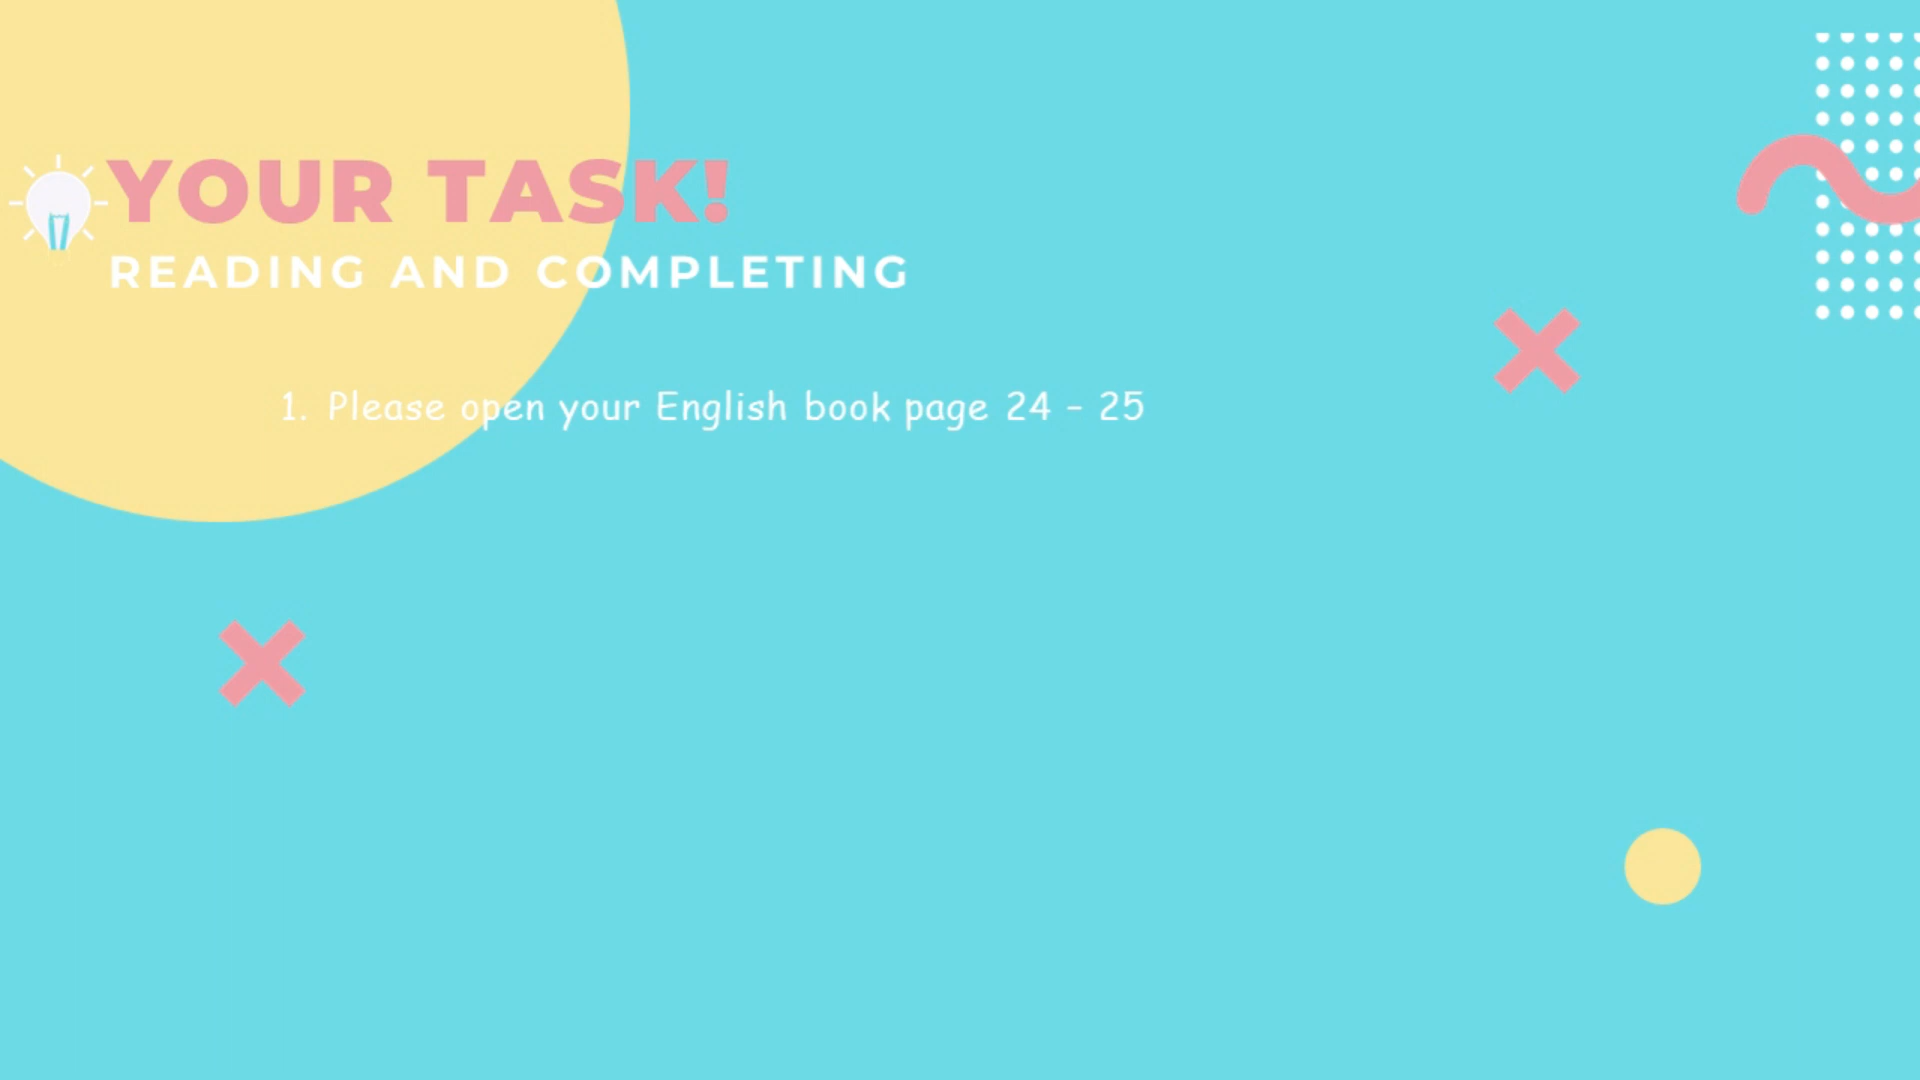 YOUR TASK!
READING AND COMPLETING
1. Please open your English book page 24 – 25